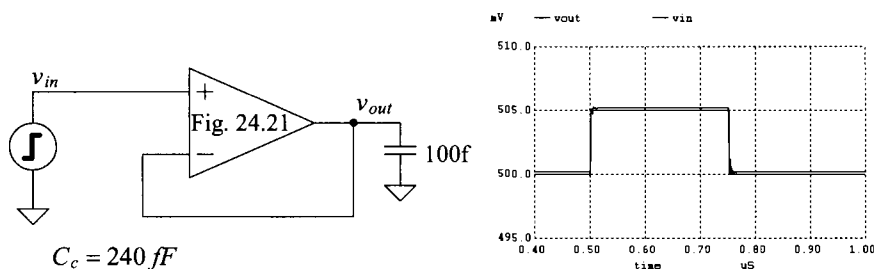 v_in
+
Fig. 24.21
−
v_out
100f
C_c = 240 fF
mV
vout
vin
510.0
505.0
500.0
495.0
0.40 0.50 0.60 0.70 0.80 0.90 1.00
time uS